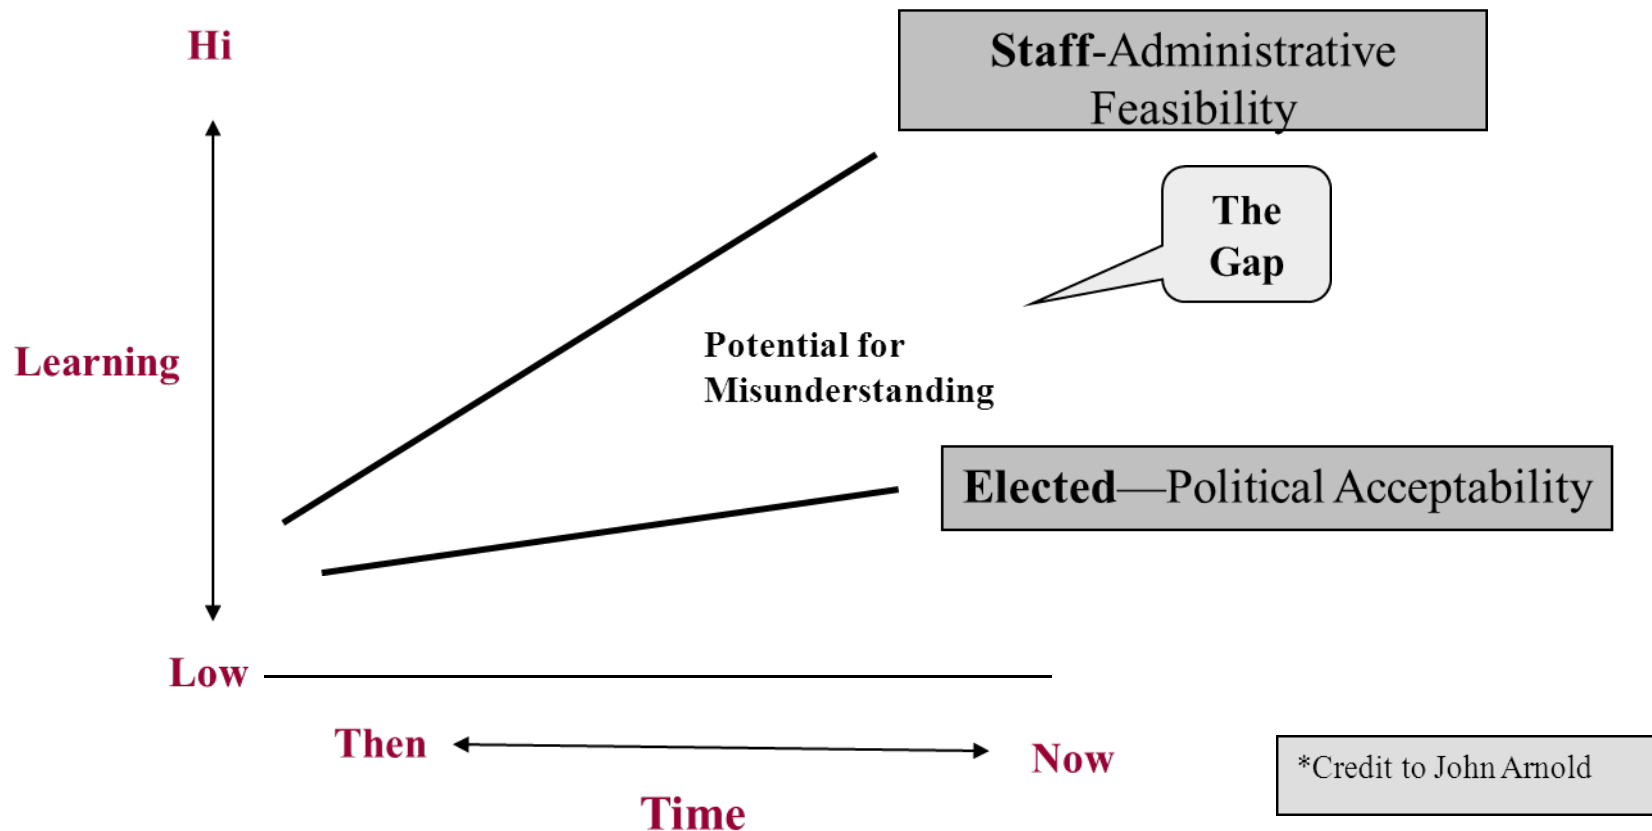 Hi
Staff-Administrative
Feasibility
The
Gap
Potential for
Misunderstanding
Learning
Elected—Political Acceptability
Low
Then
Now
Time
*Credit to John Arnold